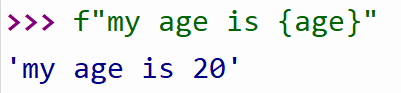 >>> f"my age is {age}"
'my age is 20'